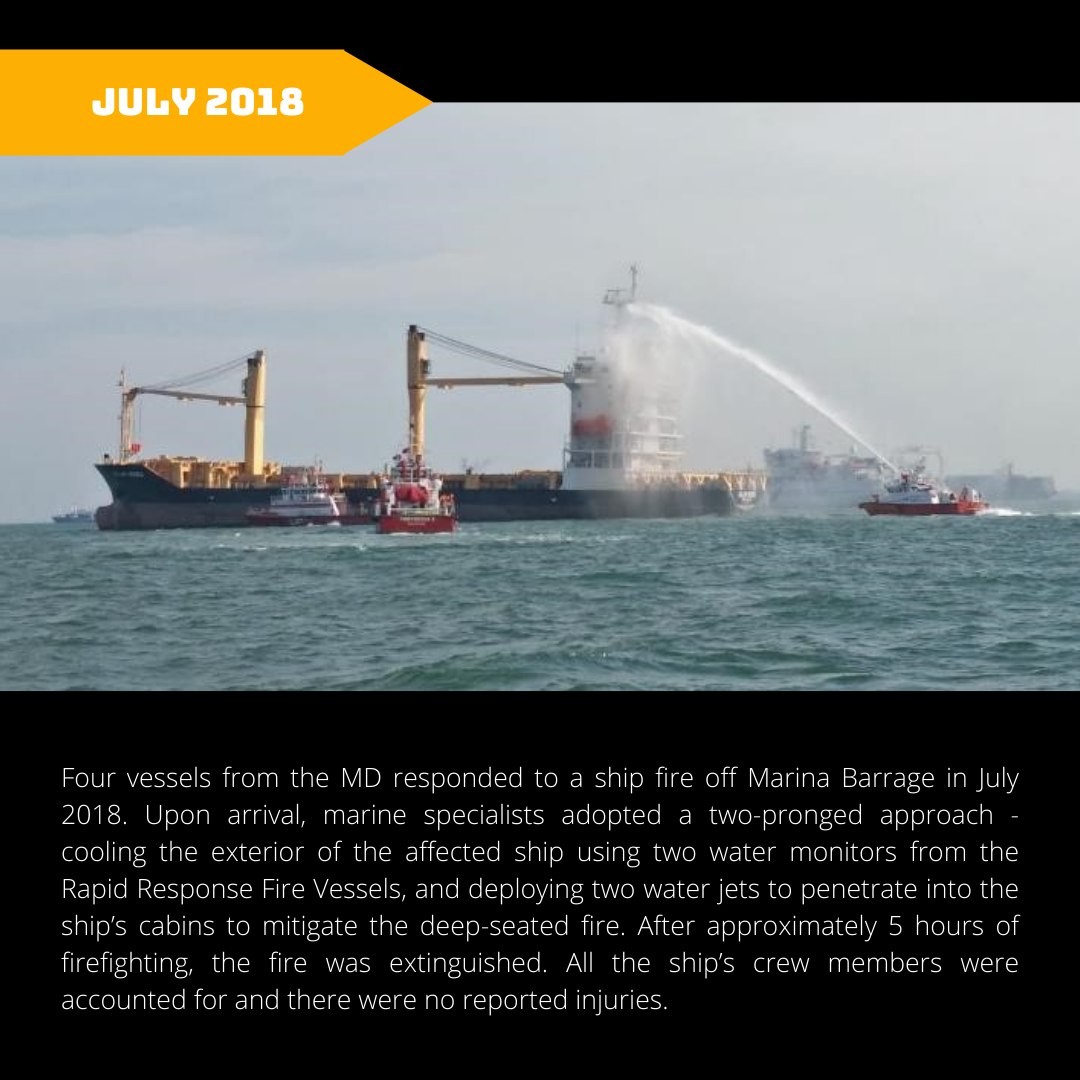 JULY 2018
Four vessels from the MD responded to a ship fire off Marina Barrage in July
2018. Upon arrival, marine specialists adopted a two-pronged approach -
cooling the exterior of the affected ship using two water monitors from the
Rapid Response Fire Vessels, and deploying two water jets to penetrate into the
ship’s cabins to mitigate the deep-seated fire. After approximately 5 hours of
firefighting, the fire was extinguished. All the ship’s crew members were
accounted for and there were no reported injuries.